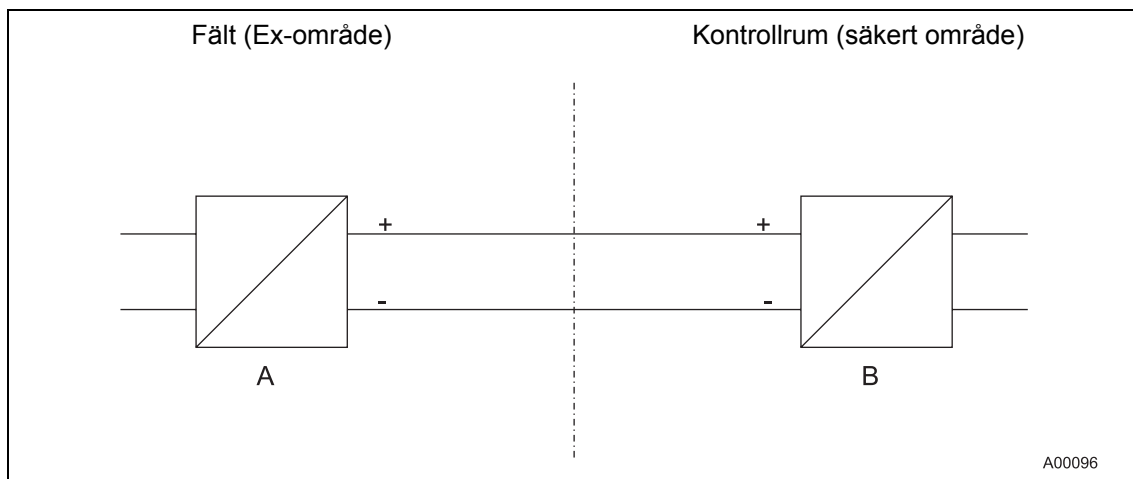 Fält (Ex-område)
Kontrollrum (säkert område)
+
+
-
-
A
B
A00096